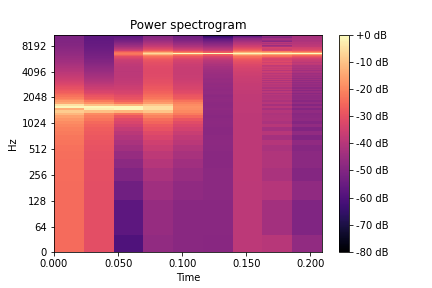 Power spectrogram
8192
4096
2048
1024
512
256
128
64
0
Hz
0.000
0.050
0.100
0.150
0.200
Time
+0 dB
-10 dB
-20 dB
-30 dB
-40 dB
-50 dB
-60 dB
-70 dB
-80 dB